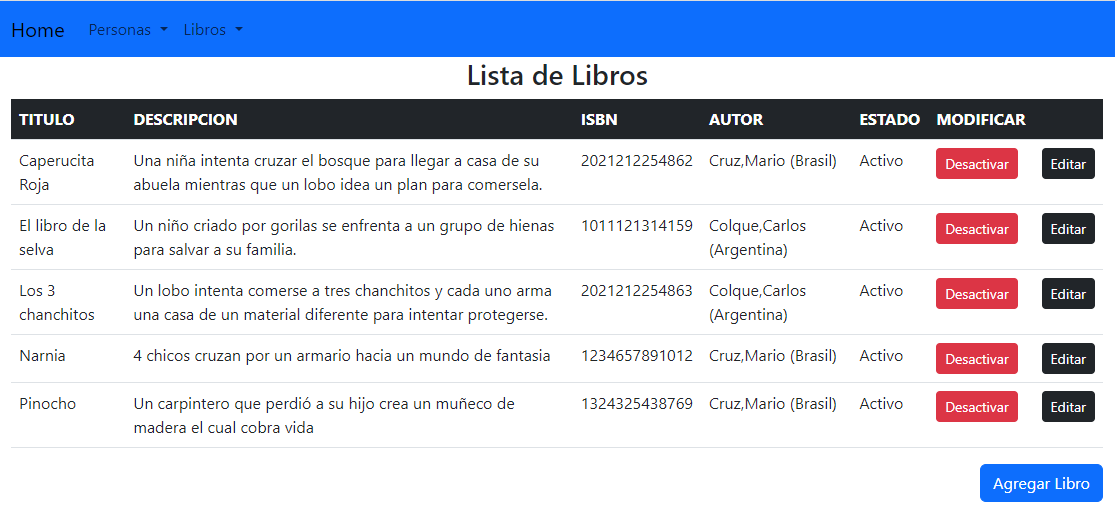 Home Personas Libros
Lista de Libros
TITULO DESCRIPCION ISBN AUTOR ESTADO MODIFICAR
Caperucita Una niña intenta cruzar el bosque para llegar a casa de su 2021212254862 Cruz,Mario (Brasil) Activo Desactivar Editar
Roja abuela mientras que un lobo idea un plan para comersela.
El libro de la Un niño criado por gorilas se enfrenta a un grupo de hienas 1011121314159 Colque,Carlos Activo Desactivar Editar
selva para salvar a su familia. (Argentina)
Los 3 Un lobo intenta comerse a tres chanchitos y cada uno arma 2021212254863 Colque,Carlos Activo Desactivar Editar
chanchitos una casa de un material diferente para intentar protegerse. (Argentina)
Narnia 4 chicos cruzan por un armario hacia un mundo de fantasia 1234657891012 Cruz,Mario (Brasil) Activo Desactivar Editar
Pinocho Un carpintero que perdió a su hijo crea un muñeco de 1324325438769 Cruz,Mario (Brasil) Activo Desactivar Editar
madera el cual cobra vida
Agregar Libro